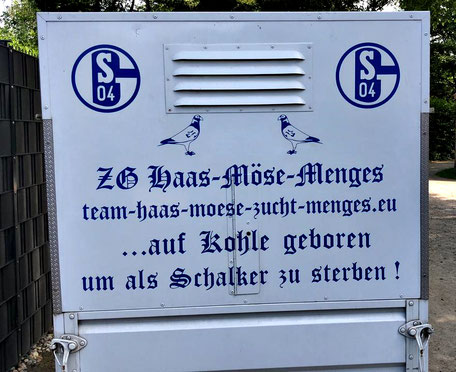 S 04
S 04
ZG Haas-Möse-Menges
team-haas-moese-zucht-menges.eu
...auf Kohle geboren
um als Schalker zu sterben !